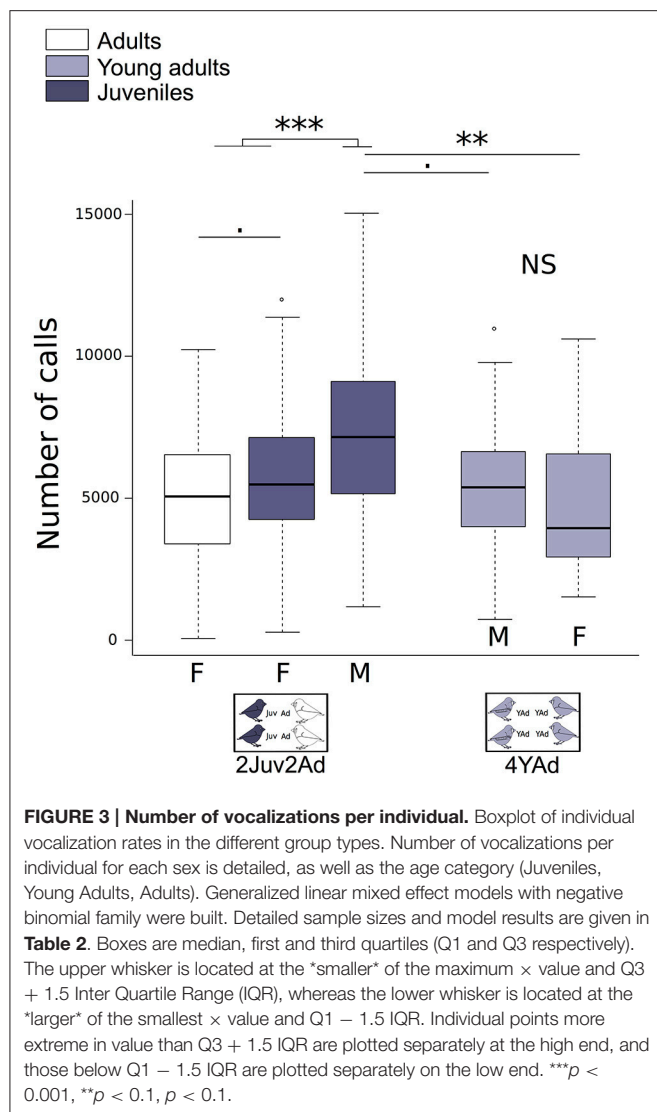 Adults
Young adults
Juveniles
***
**
.
.
NS
15000
10000
5000
0
Number of calls
F
F
M
M
F
Juv Ad
Juv Ad
YAd YAd
YAd YAd
2Juv2Ad
4YAd
FIGURE 3 | Number of vocalizations per individual. Boxplot of individual
vocalization rates in the different group types. Number of vocalizations per
individual for each sex is detailed, as well as the age category (Juveniles,
Young Adults, Adults). Generalized linear mixed effect models with negative
binomial family were built. Detailed sample sizes and model results are given in
Table 2. Boxes are median, first and third quartiles (Q1 and Q3 respectively).
The upper whisker is located at the *smaller* of the maximum × value and Q3
+ 1.5 Inter Quartile Range (IQR), whereas the lower whisker is located at the
*larger* of the smallest × value and Q1 − 1.5 IQR. Individual points more
extreme in value than Q3 + 1.5 IQR are plotted separately at the high end, and
those below Q1 − 1.5 IQR are plotted separately on the low end. ***p <
0.001, **p < 0.1, p < 0.1.